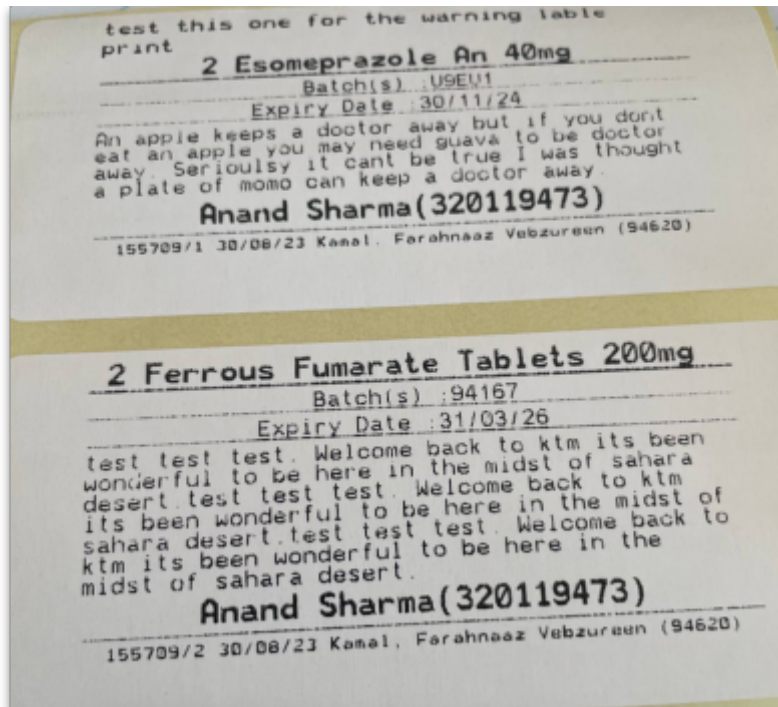 test this one for the warning lable
print
2 Esomeprazole An 40mg
Batch(s) :U9EU1
Expiry Date :30/11/24
An apple keeps a doctor away but if you dont
eat an apple you may need guava to be doctor
away. Serioulsy it cant be true I was thought
a plate of momo can keep a doctor away.
Anand Sharma(320119473)
155709/1 30/08/23 Kamal, Farahnaaz Vebzureen (94620)
2 Ferrous Fumarate Tablets 200mg
Batch(s) :94167
Expiry Date :31/03/26
test test test. Welcome back to ktm its been
wonderful to be here in the midst of sahara
desert.test test test. Welcome back to ktm
its been wonderful to be here in the midst of
sahara desert.test test test. Welcome back to
ktm its been wonderful to be here in the
midst of sahara desert.
Anand Sharma(320119473)
155709/2 30/08/23 Kamal, Farahnaaz Vebzureen (94620)